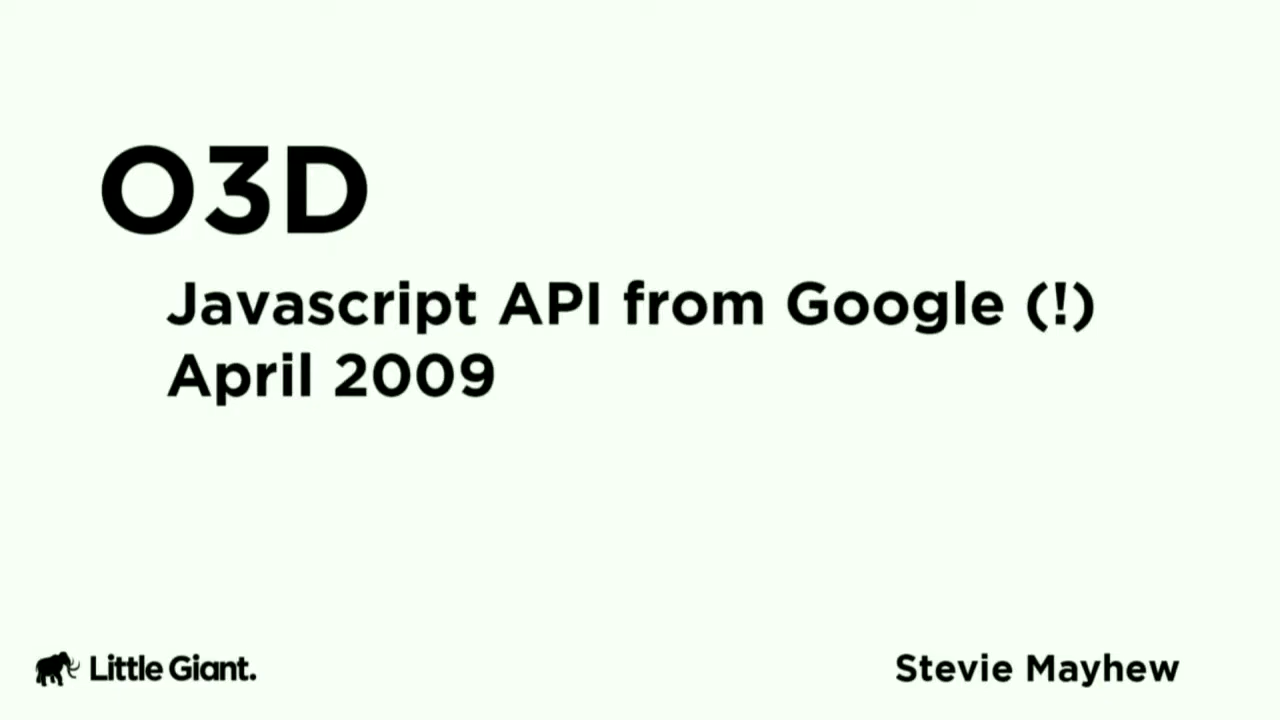 O3D
Javascript API from Google (!)
April 2009
Little Giant.
Stevie Mayhew